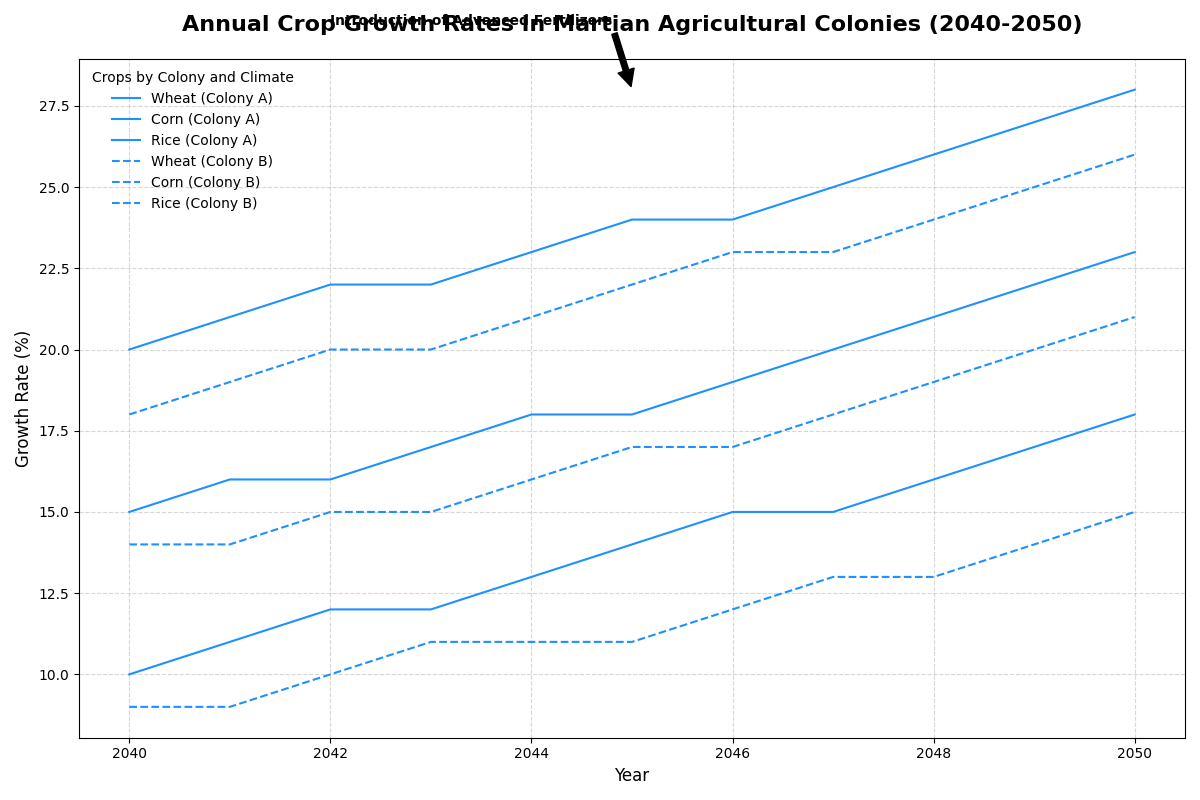 Annual Crop Growth Rates in Martian Agricultural Colonies (2040-2050)
Introduction of Advanced Fertilizers
Crops by Colony and Climate
Wheat (Colony A)
Corn (Colony A)
Rice (Colony A)
Wheat (Colony B)
Corn (Colony B)
Rice (Colony B)
Growth Rate (%)
27.5
25.0
22.5
20.0
17.5
15.0
12.5
10.0
2040 2042 2044 2046 2048 2050
Year